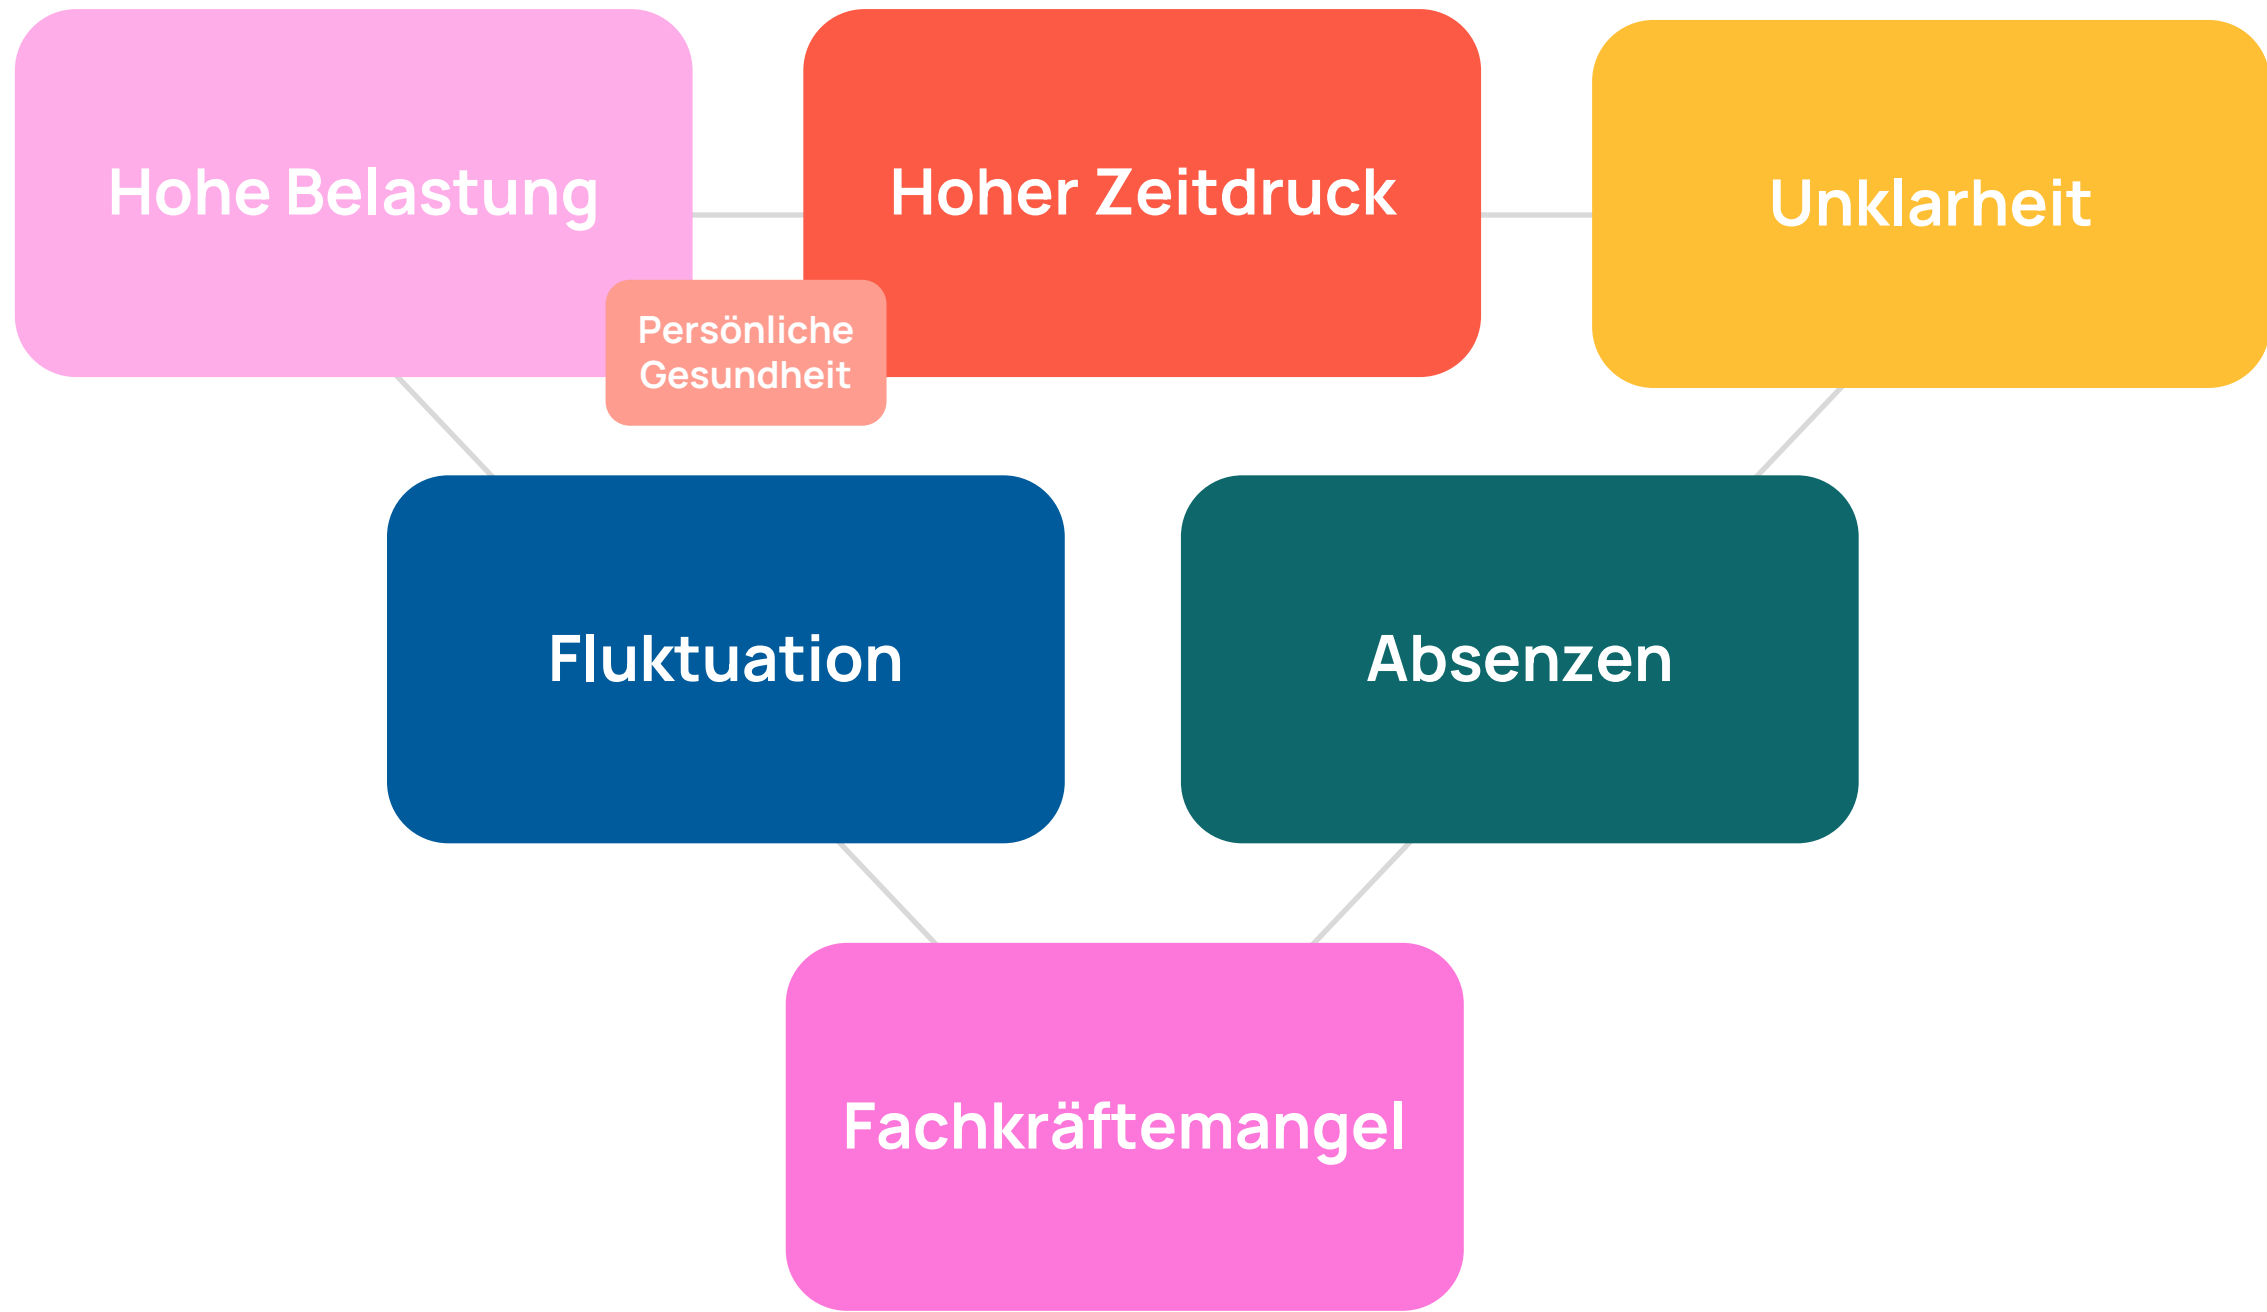 Hohe Belastung
Hoher Zeitdruck
Unklarheit
Persönliche
Gesundheit
Fluktuation
Absenzen
Fachkräftemangel